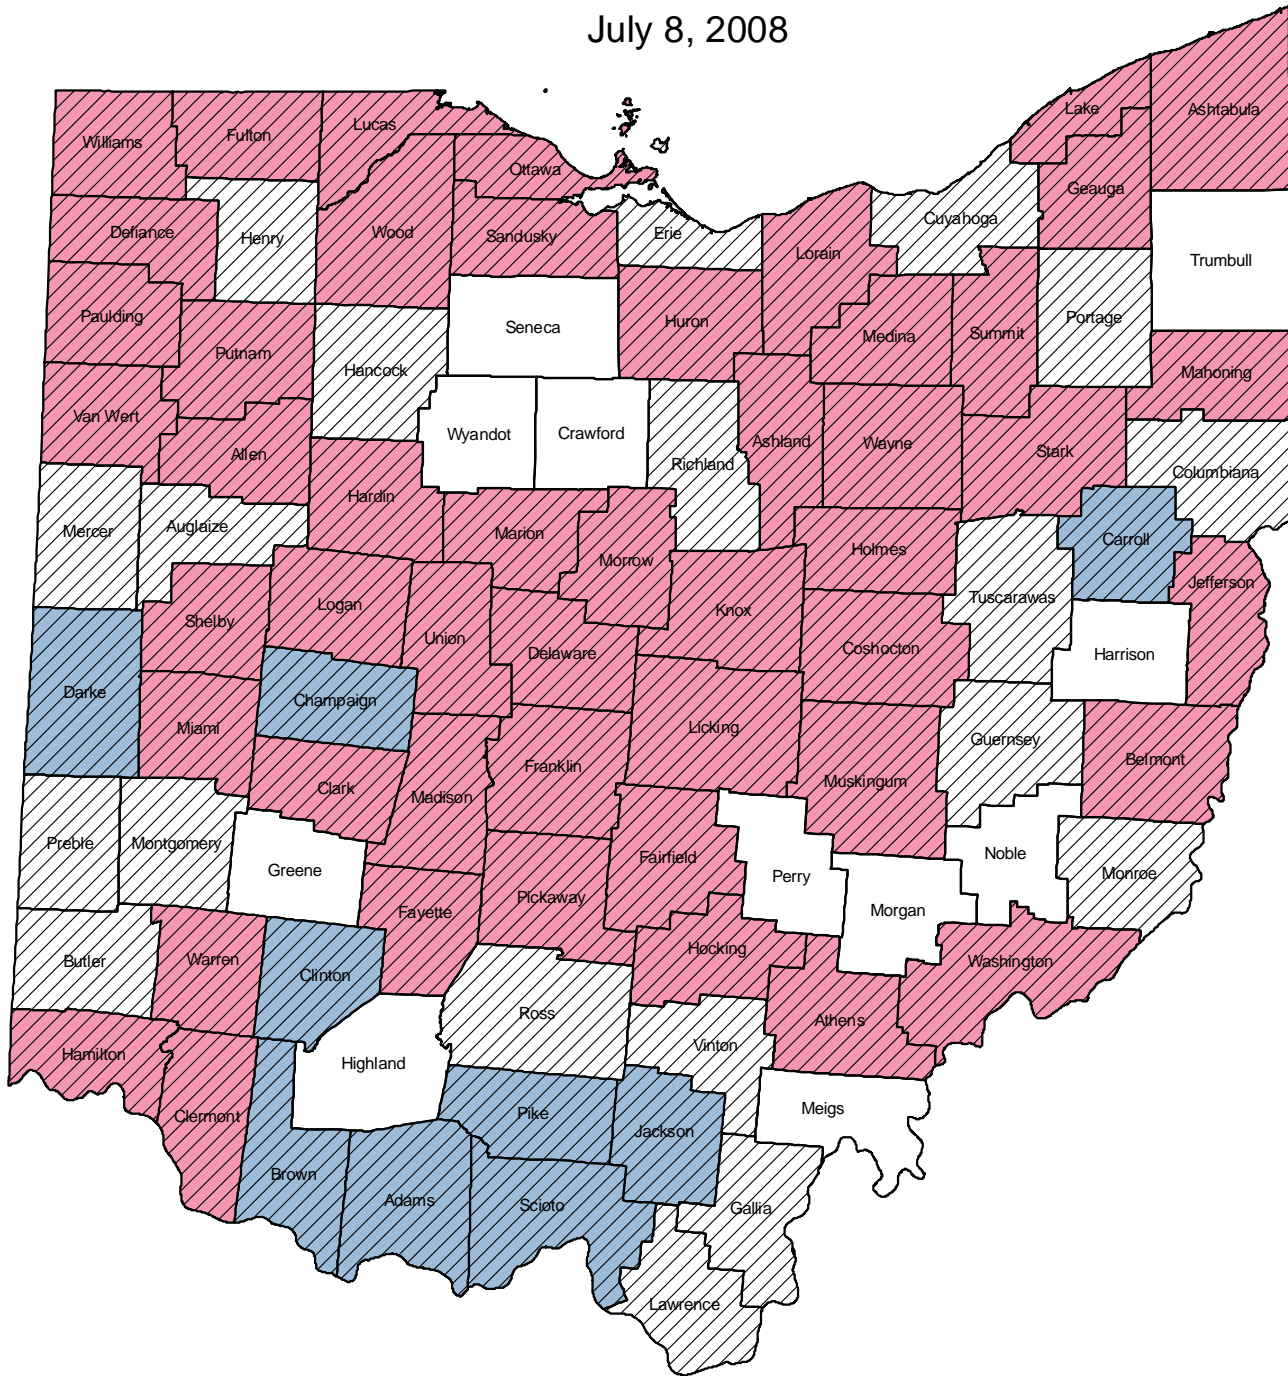 July 8, 2008
Lake
Ashtabula
Lucas
Williams
Fulton
Ottawa
Geauga
Cuyahoga
Defiance
Henry
Wood
Sandusky
Erie
Lorain
Trumbull
Paulding
Seneca
Huron
Portage
Medina
Summit
Putnam
Hancock
Mahoning
Van Wert
Wyandot
Crawford
Ashland
Wayne
Stark
Allen
Richland
Columbiana
Hardin
Mercer
Auglaize
Marion
Carroll
Holmes
Morrow
Jefferson
Tuscarawas
Logan
Knox
Shelby
Union
Delaware
Coshocton
Harrison
Darke
Champaign
Miami
Licking
Guernsey
Belmont
Franklin
Muskingum
Clark
Madison
Preble
Montgomery
Noble
Fairfield
Greene
Perry
Monroe
Pickaway
Fayette
Morgan
Hocking
Butler
Warren
Washington
Clinton
Ross
Athens
Vinton
Hamilton
Highland
Meigs
Clermont
Pike
Jackson
Brown
Adams
Scioto
Gallia
Lawrence